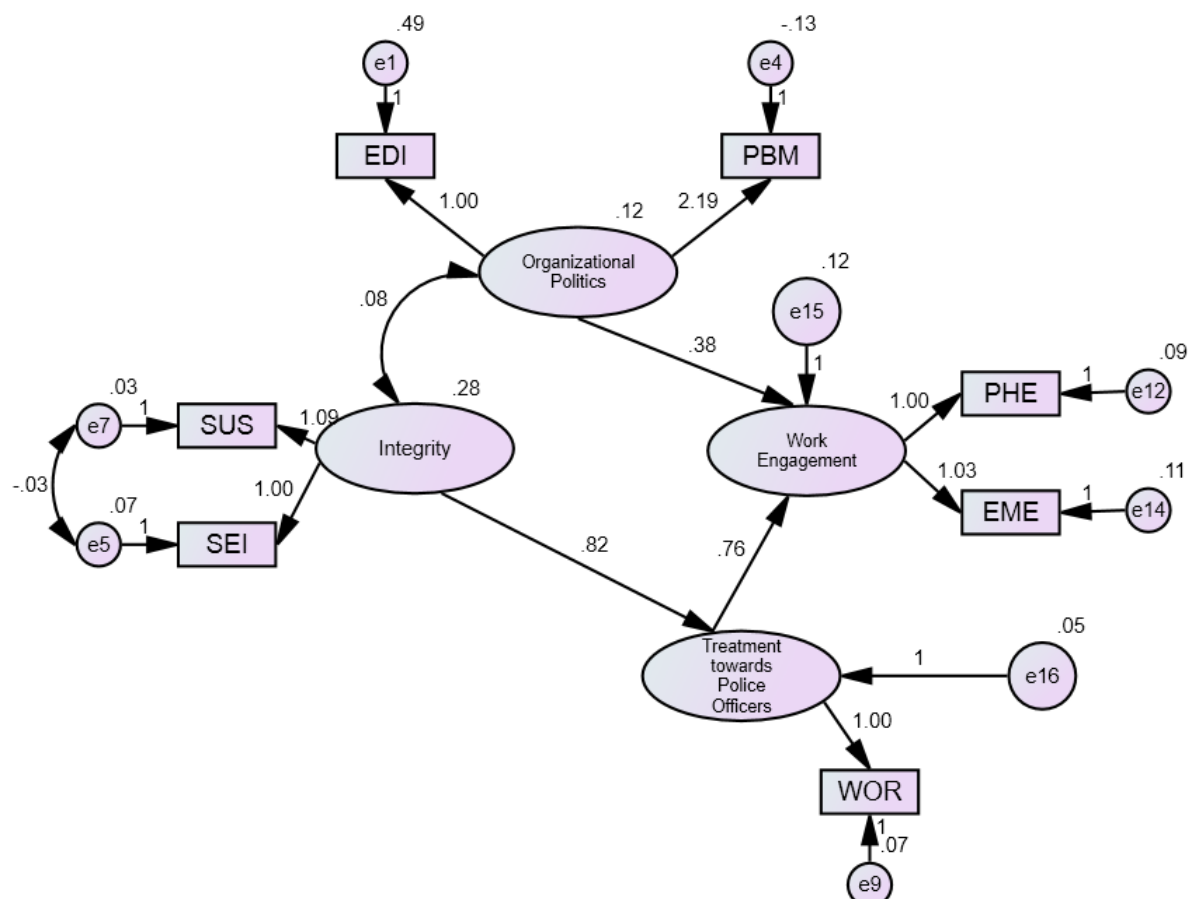 .49
e1
1
EDI
1.00
-.13
e4
1
PBM
2.19
.12
Organizational
Politics
.08
.38
.12
e15
1
.09
1
e12
PHE
1.00
Work
Engagement
1.03
.11
1
e14
EME
.03
e7
1
SUS
1.09
.28
Integrity
-.03
.07
e5
1
SEI
1.00
.82
.76
Treatment
towards
Police
Officers
.05
1
e16
1.00
WOR
1
.07
e9